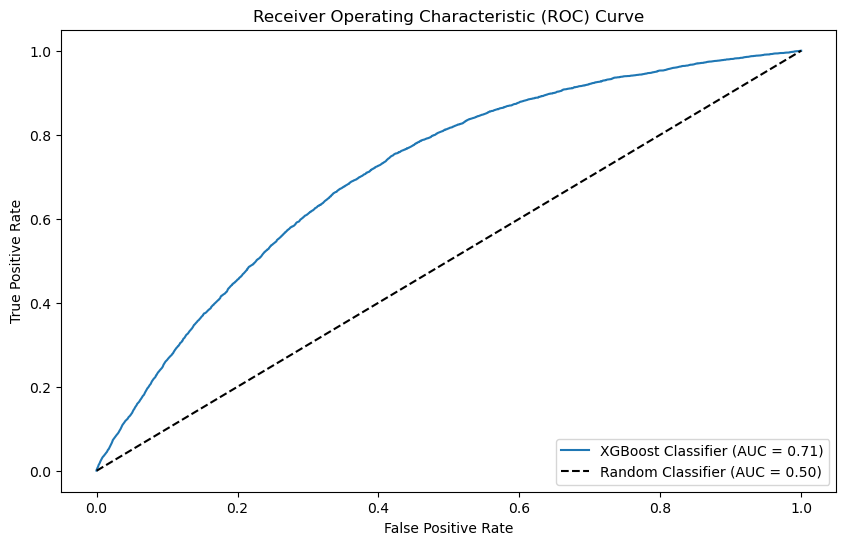 Receiver Operating Characteristic (ROC) Curve
1.0
0.8
0.6
0.4
0.2
0.0
True Positive Rate
XGBoost Classifier (AUC = 0.71)
Random Classifier (AUC = 0.50)
0.0 0.2 0.4 0.6 0.8 1.0
False Positive Rate